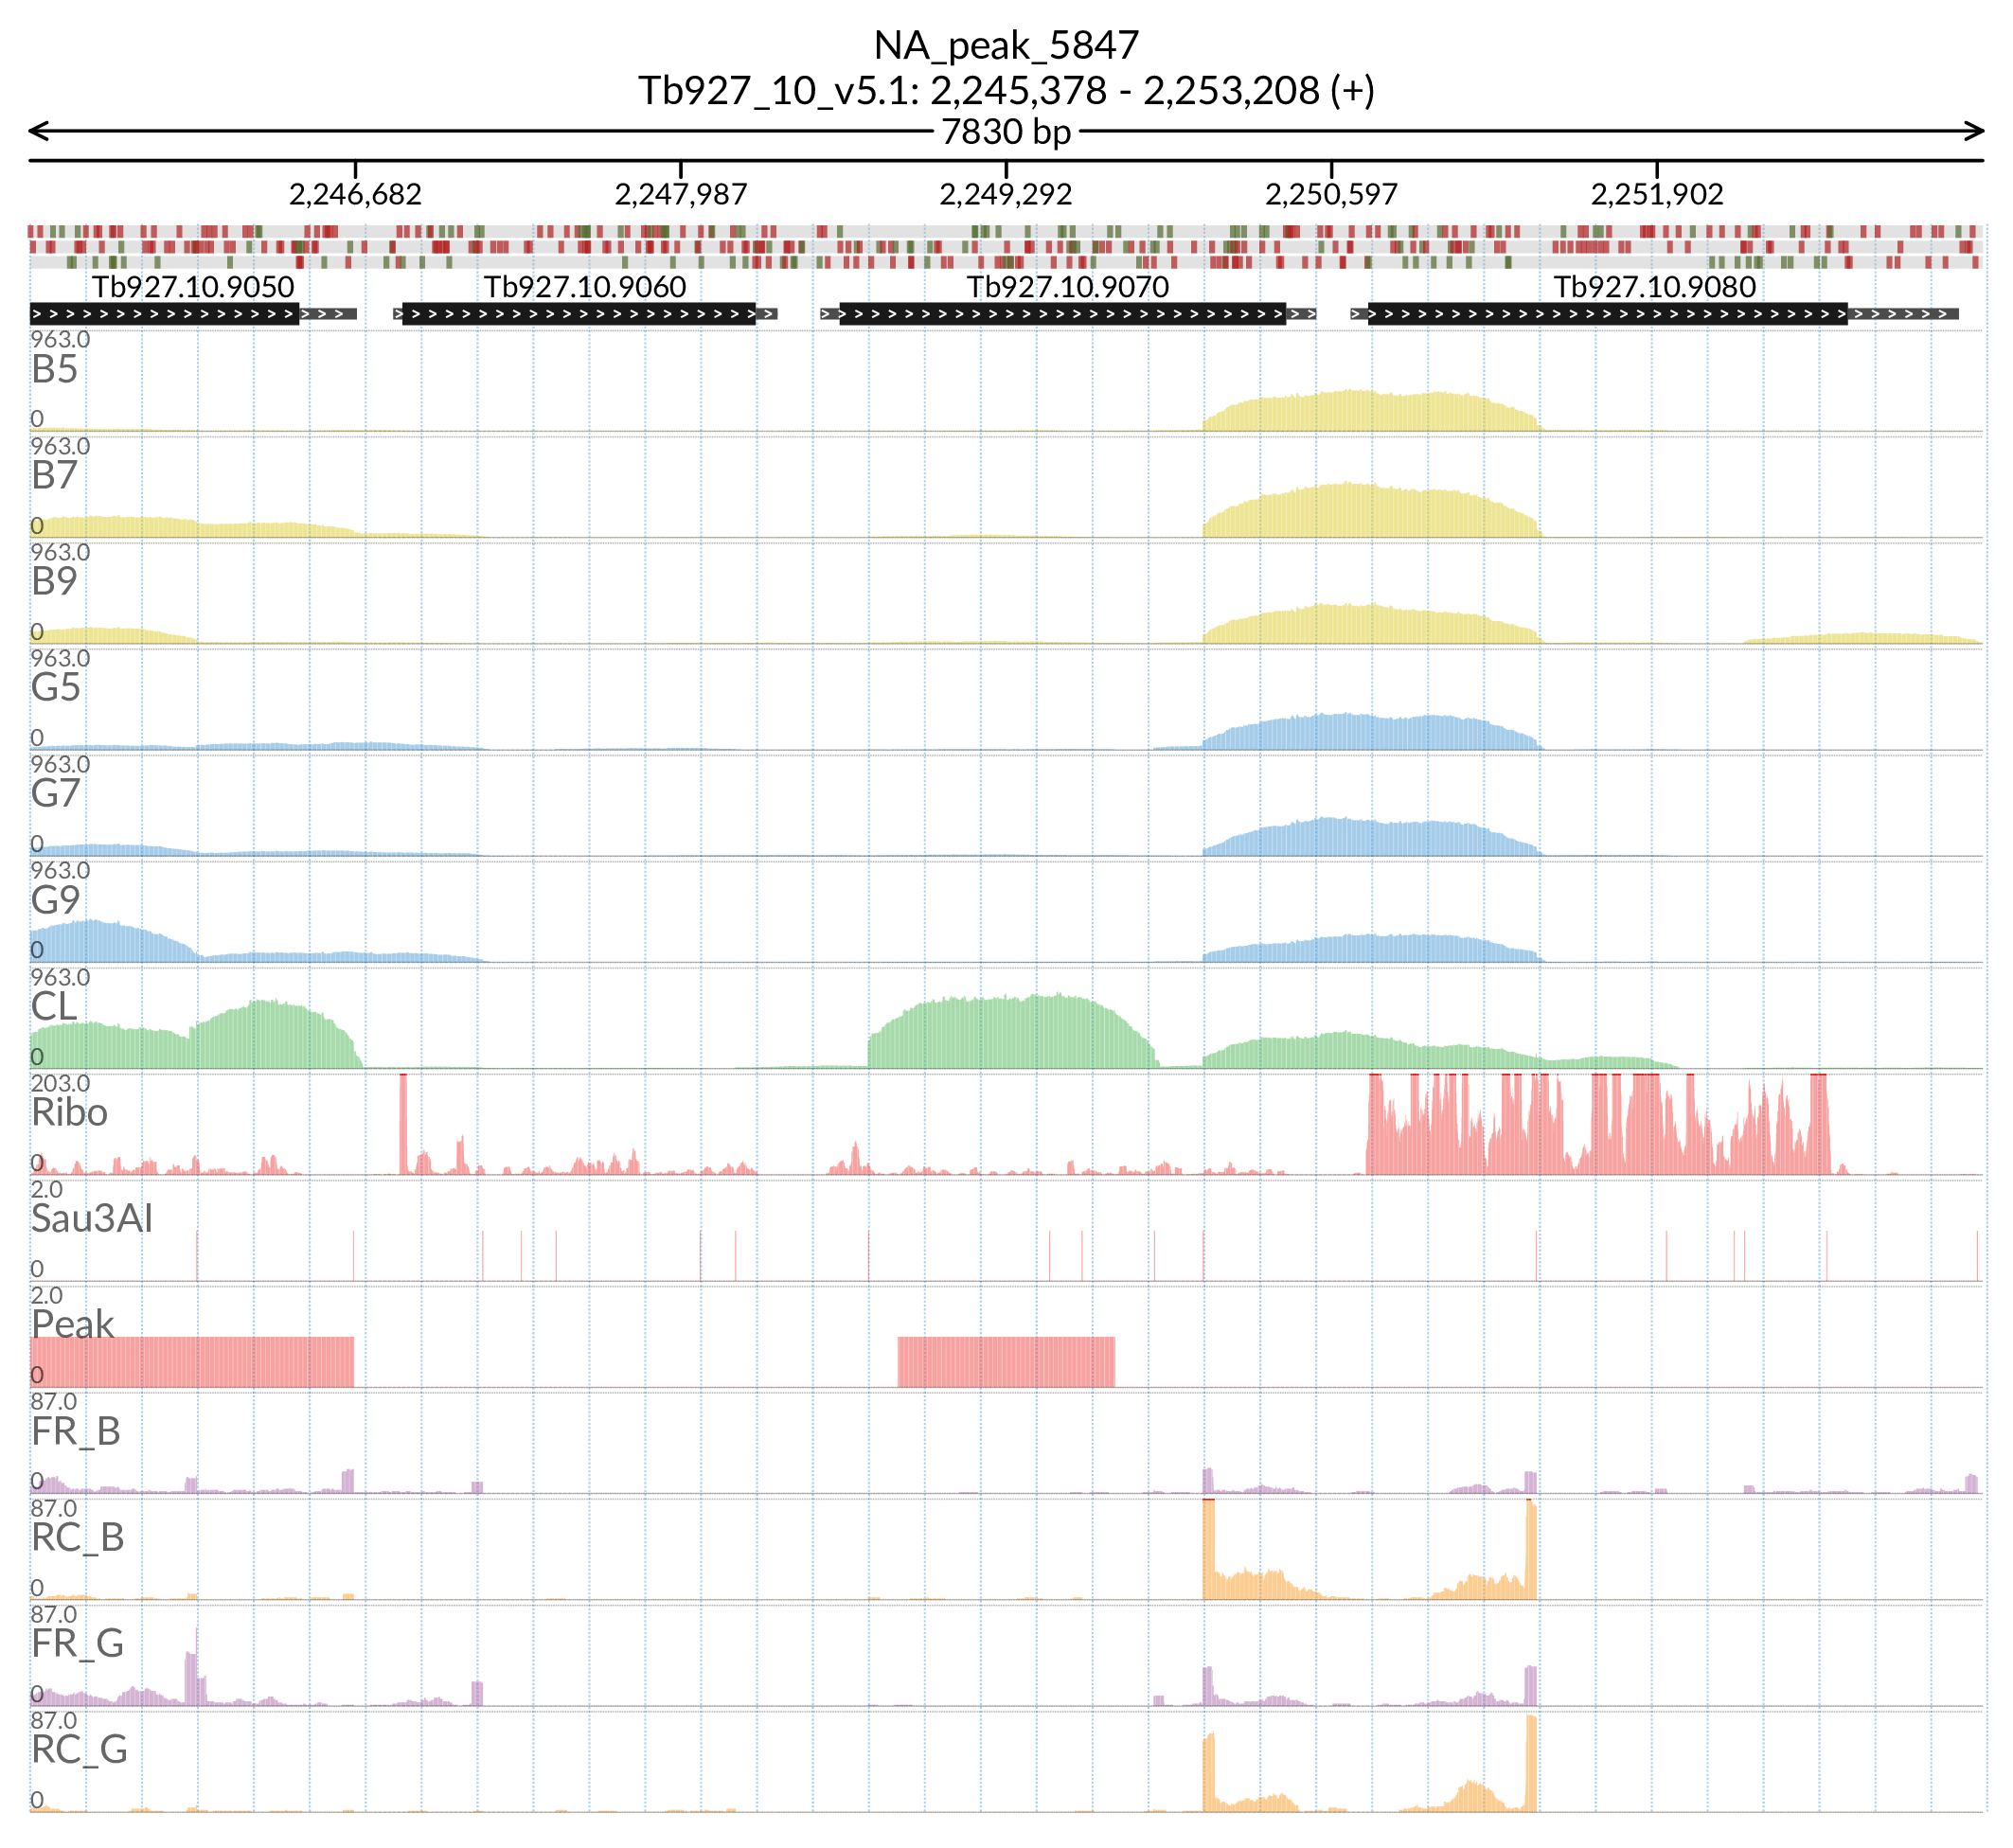 NA_peak_5847
Tb927_10_v5.1: 2,245,378 - 2,253,208 (+)
7830 bp
2,246,682 2,247,987 2,249,292 2,250,597 2,251,902
Tb927.10.9050 Tb927.10.9060 Tb927.10.9070 Tb927.10.9080
963.0
B5
0
963.0
B7
0
963.0
B9
0
963.0
G5
0
963.0
G7
0
963.0
G9
0
963.0
CL
0
203.0
Ribo
0
2.0
Sau3AI
0
2.0
Peak
0
87.0
FR_B
0
87.0
RC_B
0
87.0
FR_G
0
87.0
RC_G
0